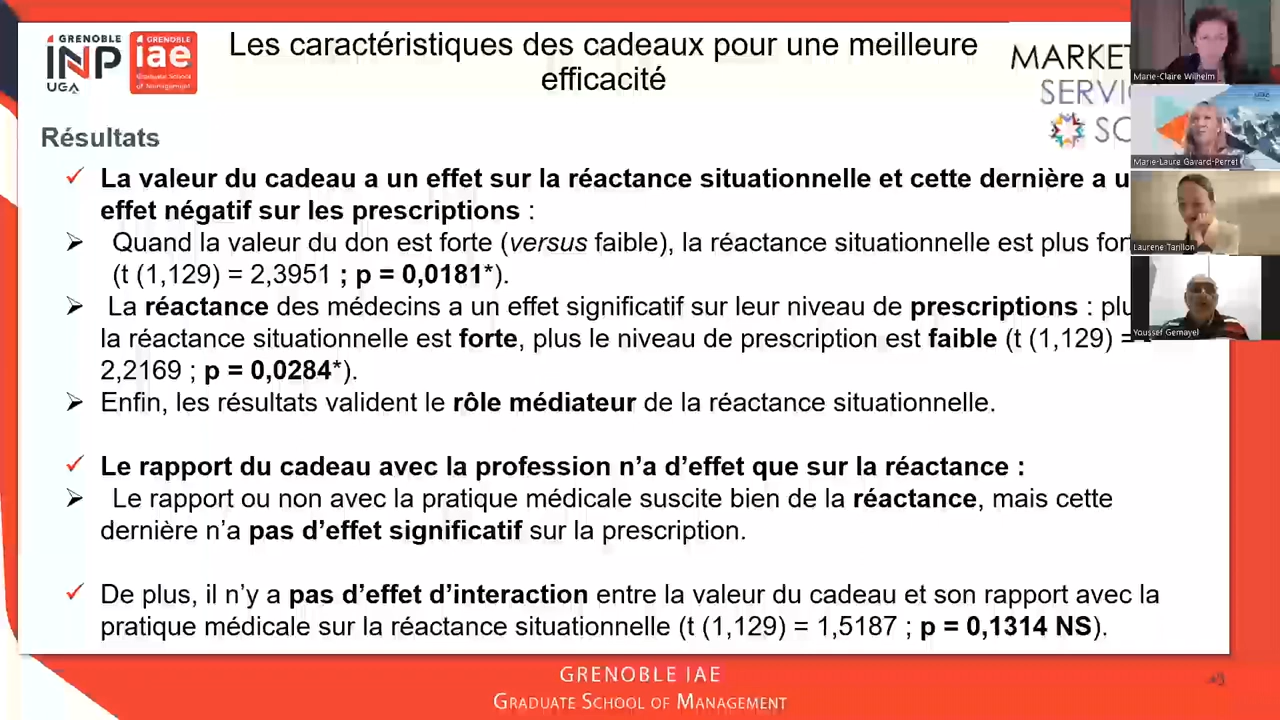 GRENOBLE
INP
UGA
GRENOBLE
iae
Graduate School
of Management
Les caractéristiques des cadeaux pour une meilleure
efficacité
MARKET
SERVI
SO
Résultats
✓ La valeur du cadeau a un effet sur la réactance situationnelle et cette dernière a u
effet négatif sur les prescriptions :
➢ Quand la valeur du don est forte (versus faible), la réactance situationnelle est plus for
(t (1,129) = 2,3951 ; p = 0,0181*).
➢ La réactance des médecins a un effet significatif sur leur niveau de prescriptions : plu
la réactance situationnelle est forte, plus le niveau de prescription est faible (t (1,129) = -
2,2169 ; p = 0,0284*).
➢ Enfin, les résultats valident le rôle médiateur de la réactance situationnelle.
✓ Le rapport du cadeau avec la profession n’a d’effet que sur la réactance :
➢ Le rapport ou non avec la pratique médicale suscite bien de la réactance, mais cette
dernière n’a pas d’effet significatif sur la prescription.
✓ De plus, il n’y a pas d’effet d’interaction entre la valeur du cadeau et son rapport avec la
pratique médicale sur la réactance situationnelle (t (1,129) = 1,5187 ; p = 0,1314 NS).
GRENOBLE IAE
GRADUATE SCHOOL OF MANAGEMENT
Marie-Claire Wilhelm
Marie-Laure Gavard-Perret
Laurene Tarillon
Youssef Gemayel